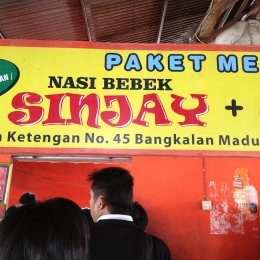 PAKET ME
NASI BEBEK
SINJAY +
Ketengan No. 45 Bangkalan Madu